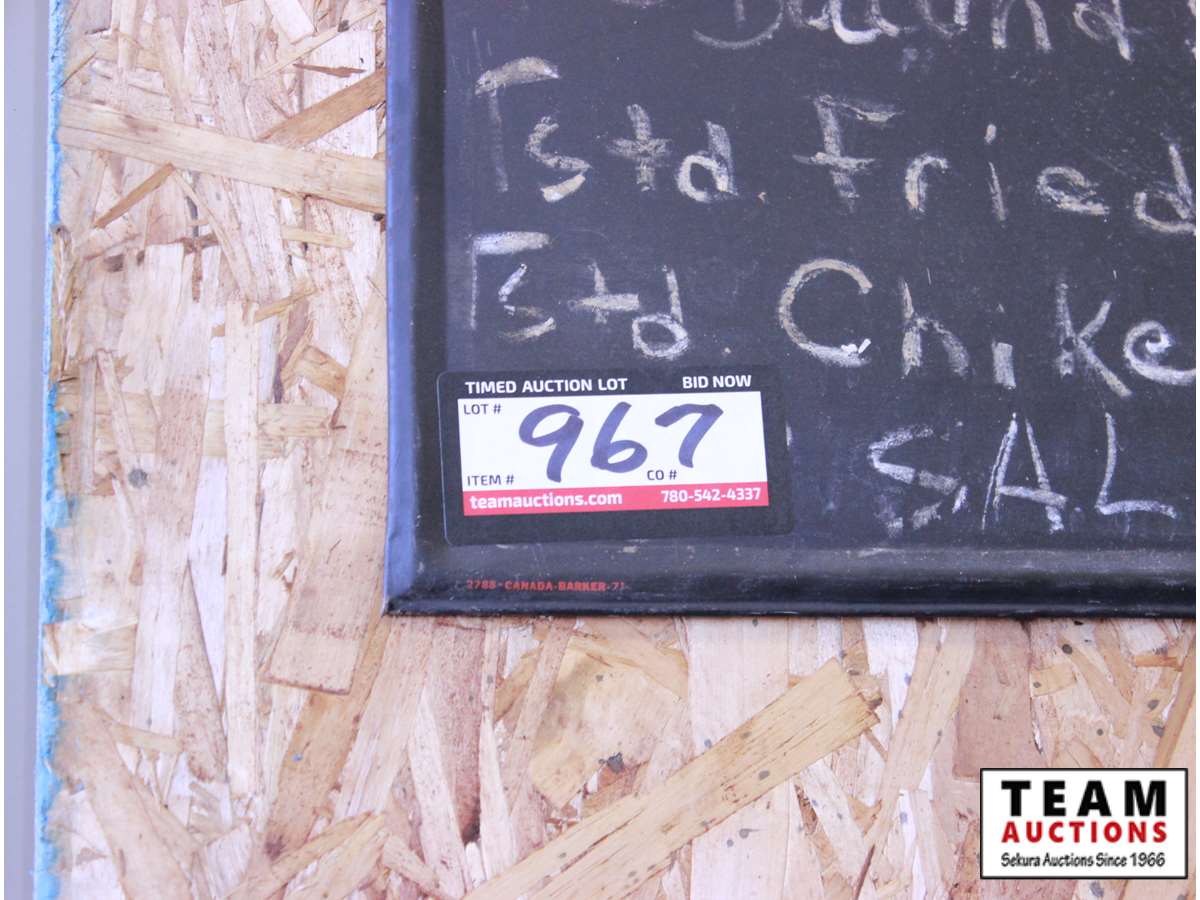 Tstd Fried
Tstd Chike
SAL
TIMED AUCTION LOT BID NOW
LOT # 967
ITEM # CO #
teamauctions.com 780-542-4337
2788-CANADA-BARKER-71
TEAM
AUCTIONS
Sekura Auctions Since 1966